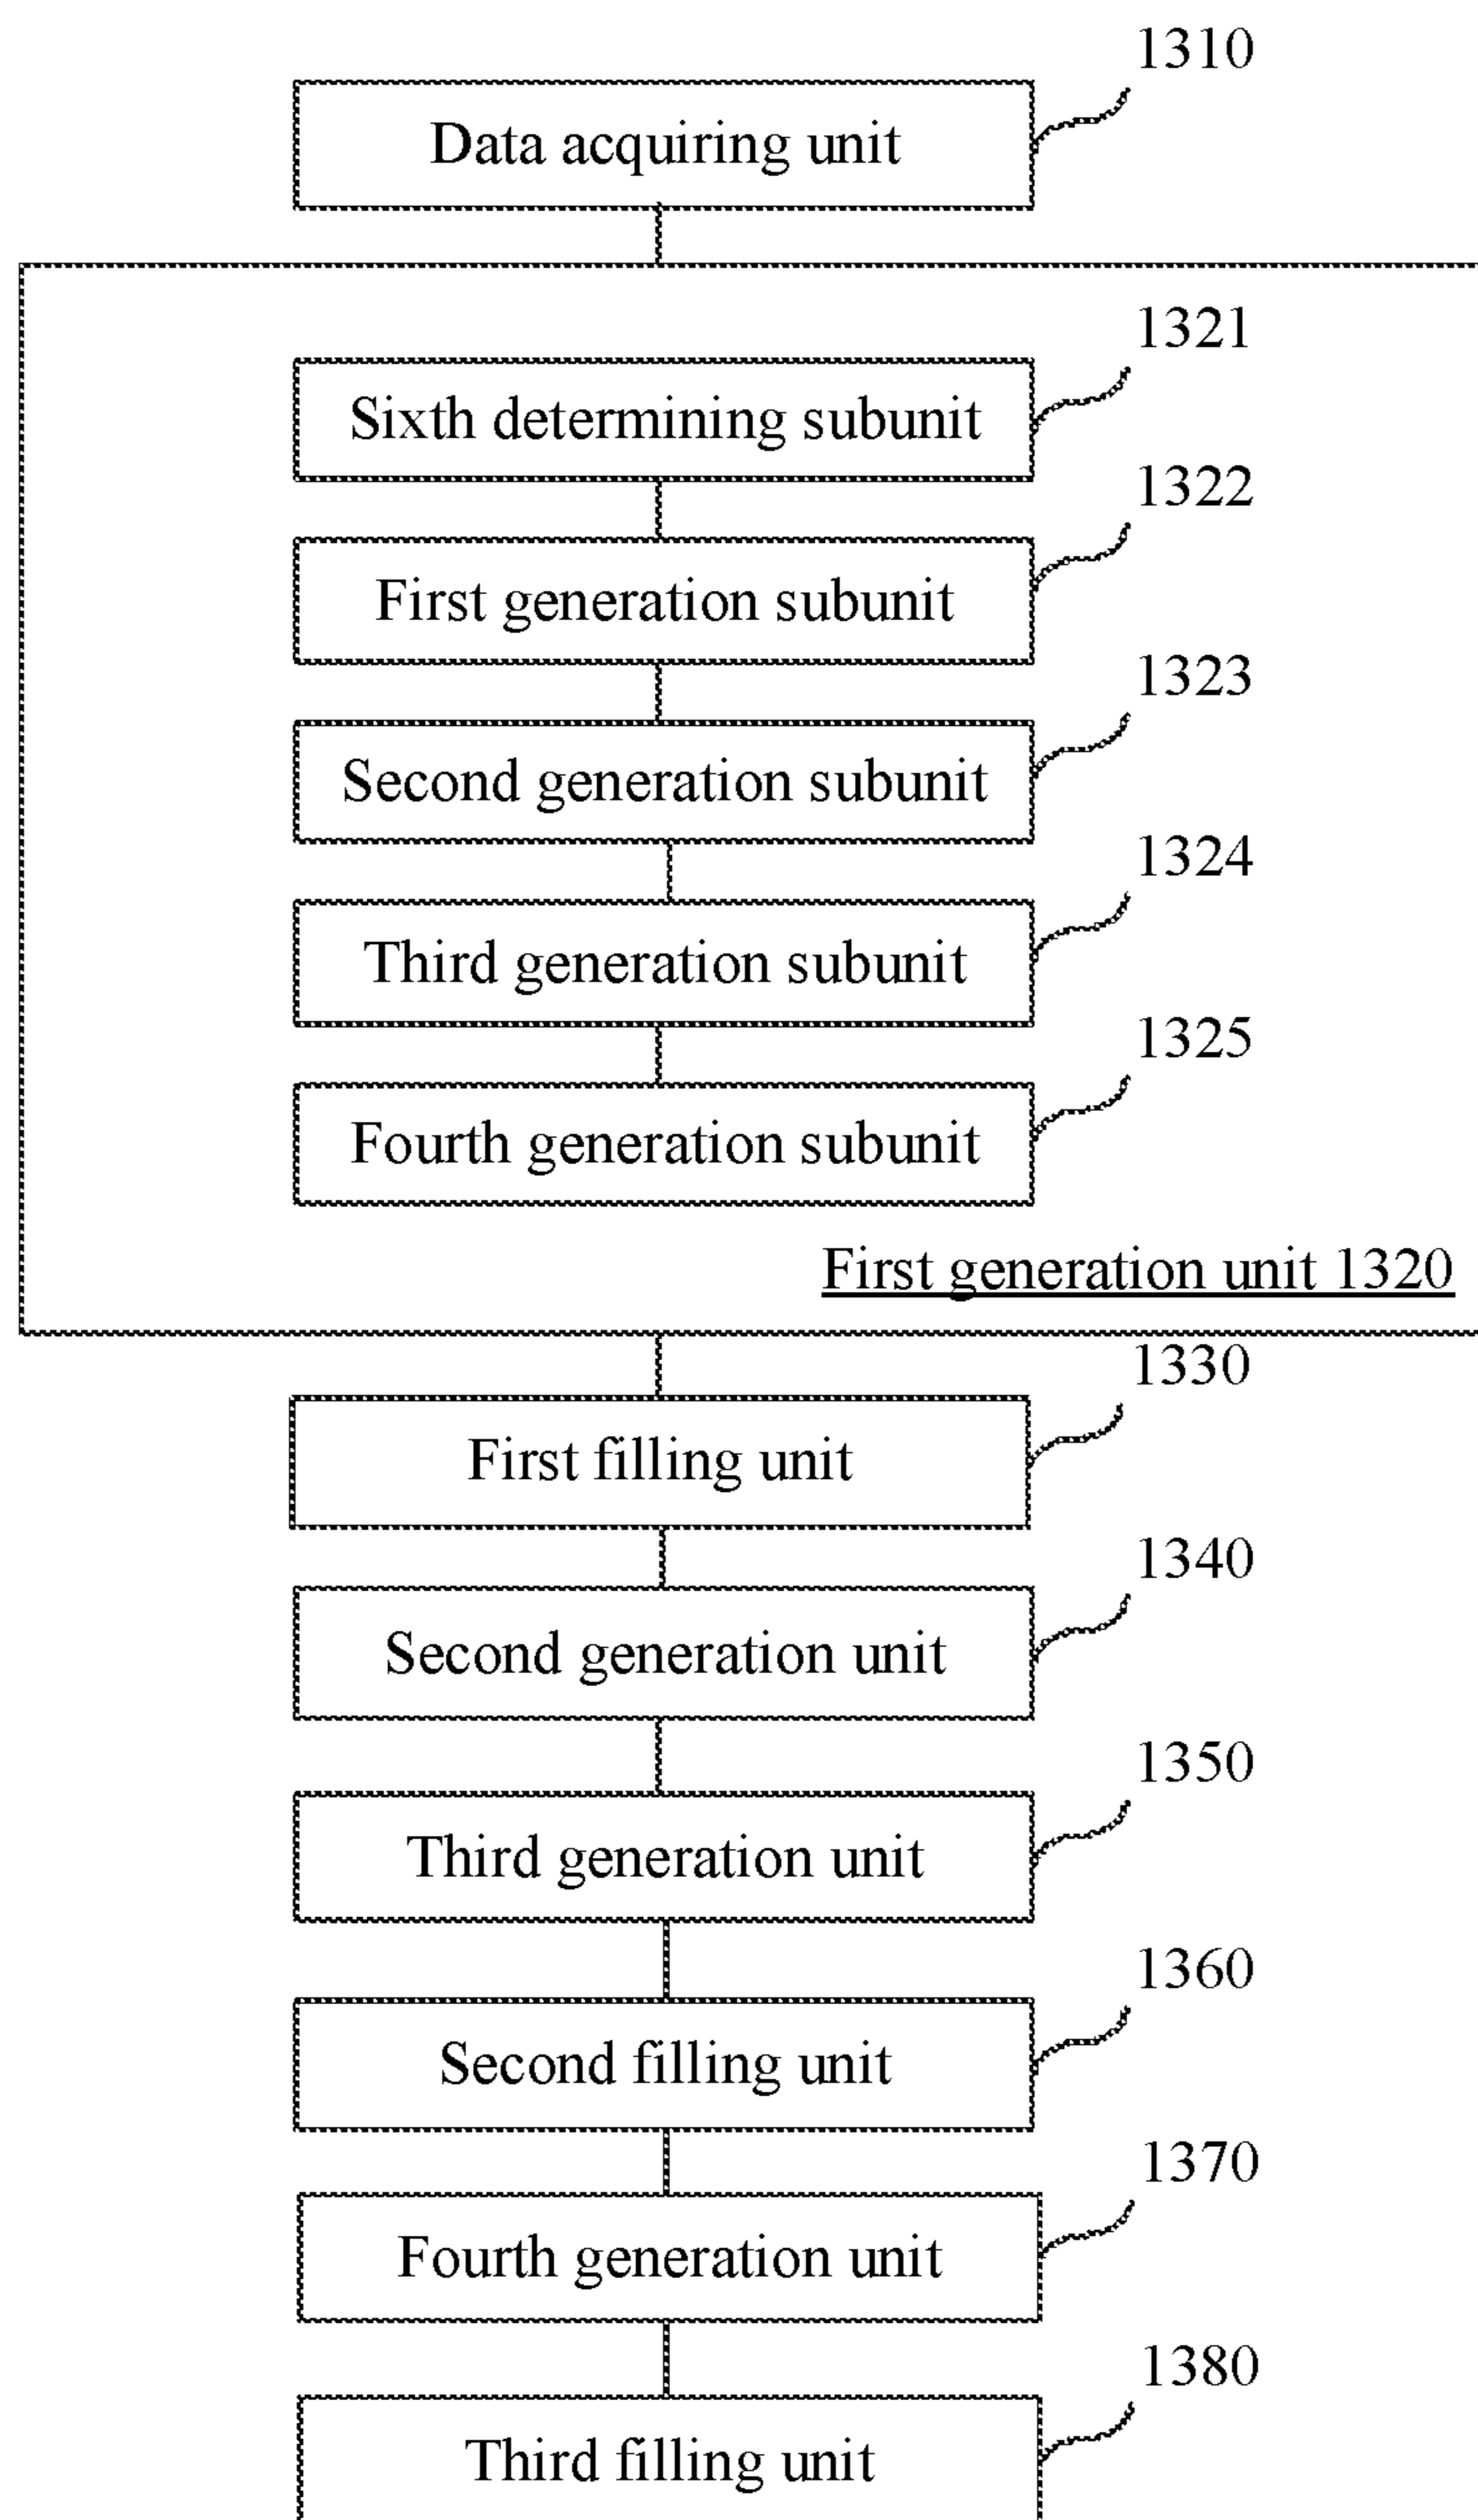 1310
Data acquiring unit
1321
Sixth determining subunit
1322
First generation subunit
1323
Second generation subunit
1324
Third generation subunit
1325
Fourth generation subunit
First generation unit 1320
1330
First filling unit
1340
Second generation unit
1350
Third generation unit
1360
Second filling unit
1370
Fourth generation unit
1380
Third filling unit